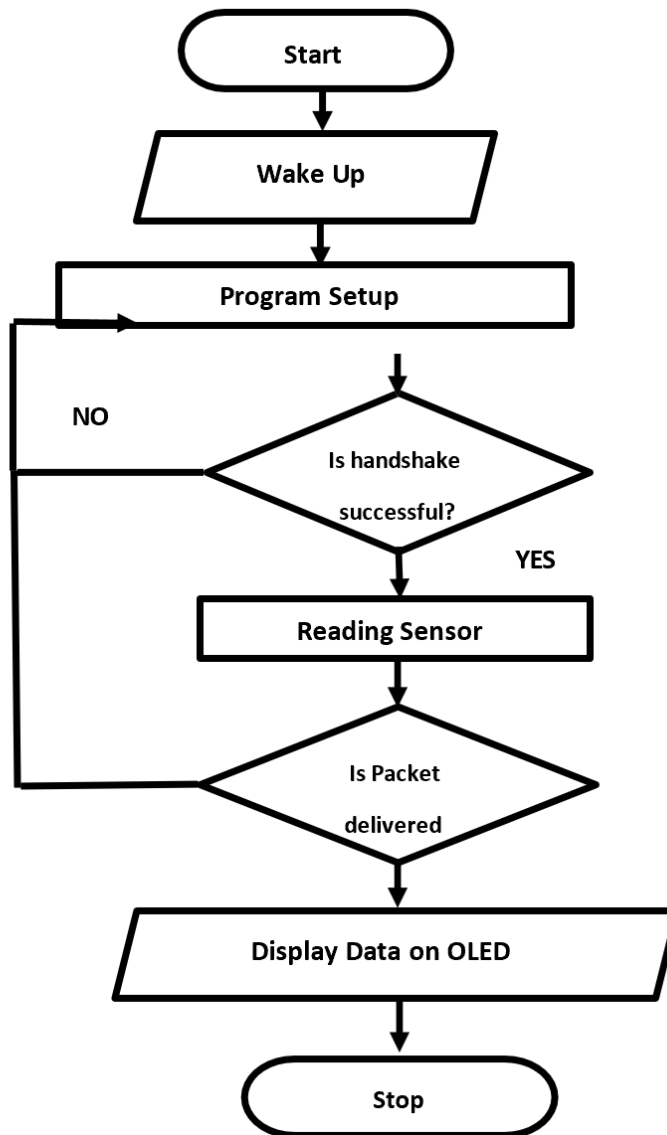 Start
Wake Up
Program Setup
NO
Is handshake
successful?
YES
Reading Sensor
Is Packet
delivered
Display Data on OLED
Stop